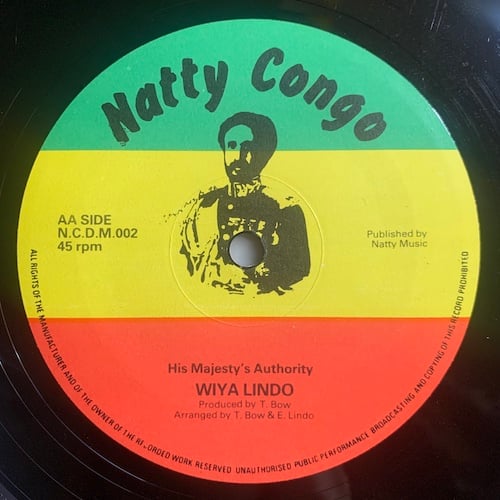 Natty Congo
AA SIDE
N.C.D.M.002
45 rpm
Published by
Natty Music
His Majesty's Authority
WIYA LINDO
Produced by T. Bow
Arranged by T. Bow & E. Lindo
ALL RIGHTS OF THE MANUFACTURER AND OF THE OWNER OF THE RECORDED WORK RESERVED UNAUTHORISED PUBLIC PERFORMANCE BROADCASTING AND COPYING OF THIS RECORD PROHIBITED